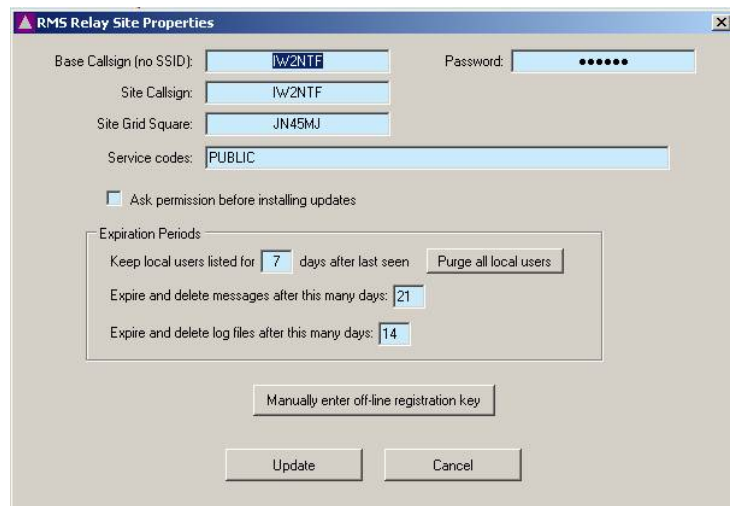 RMS Relay Site Properties
Base Callsign (no SSID): IW2NTF Password: ●●●●●●
Site Callsign: IW2NTF
Site Grid Square: JN45MJ
Service codes: PUBLIC
Ask permission before installing updates
Expiration Periods
Keep local users listed for 7 days after last seen Purge all local users
Expire and delete messages after this many days: 21
Expire and delete log files after this many days: 14
Manually enter off-line registration key
Update Cancel